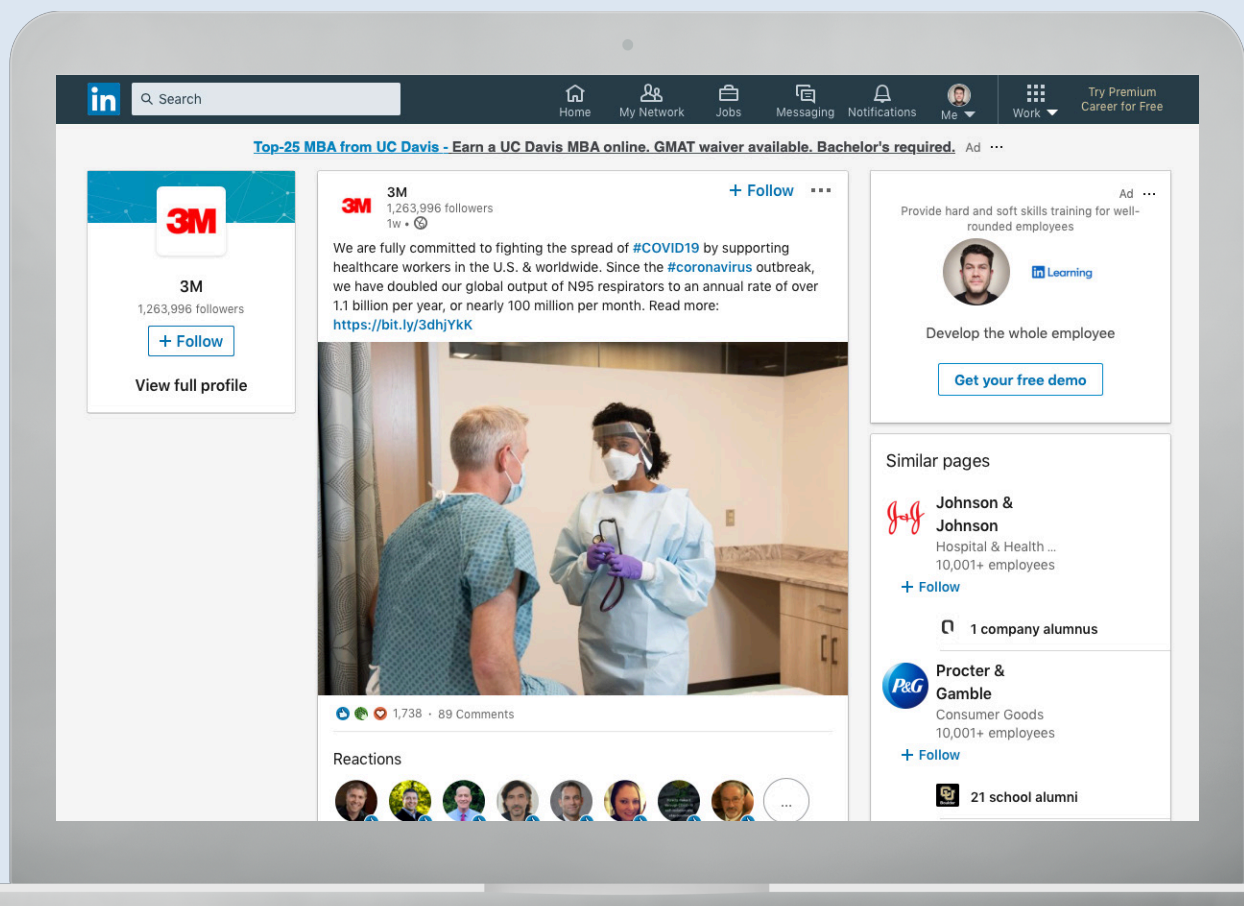 in
Search
Home
My Network
Jobs
Messaging
Notifications
Me
Work
Try Premium
Career for Free
Top-25 MBA from UC Davis - Earn a UC Davis MBA online. GMAT waiver available. Bachelor's required. Ad ...
3M
3M
1,263,996 followers
+ Follow
View full profile
3M
3M
1,263,996 followers
1w •
+ Follow
We are fully committed to fighting the spread of #COVID19 by supporting
healthcare workers in the U.S. & worldwide. Since the #coronavirus outbreak,
we have doubled our global output of N95 respirators to an annual rate of over
1.1 billion per year, or nearly 100 million per month. Read more:
https://bit.ly/3dhjYkK
1,738 · 89 Comments
Reactions
...
Ad ...
Provide hard and soft skills training for well-
rounded employees
in Learning
Develop the whole employee
Get your free demo
Similar pages
J&J
Johnson &
Johnson
Hospital & Health ...
10,001+ employees
+ Follow
1 company alumnus
P&G
Procter &
Gamble
Consumer Goods
10,001+ employees
+ Follow
CU
21 school alumni